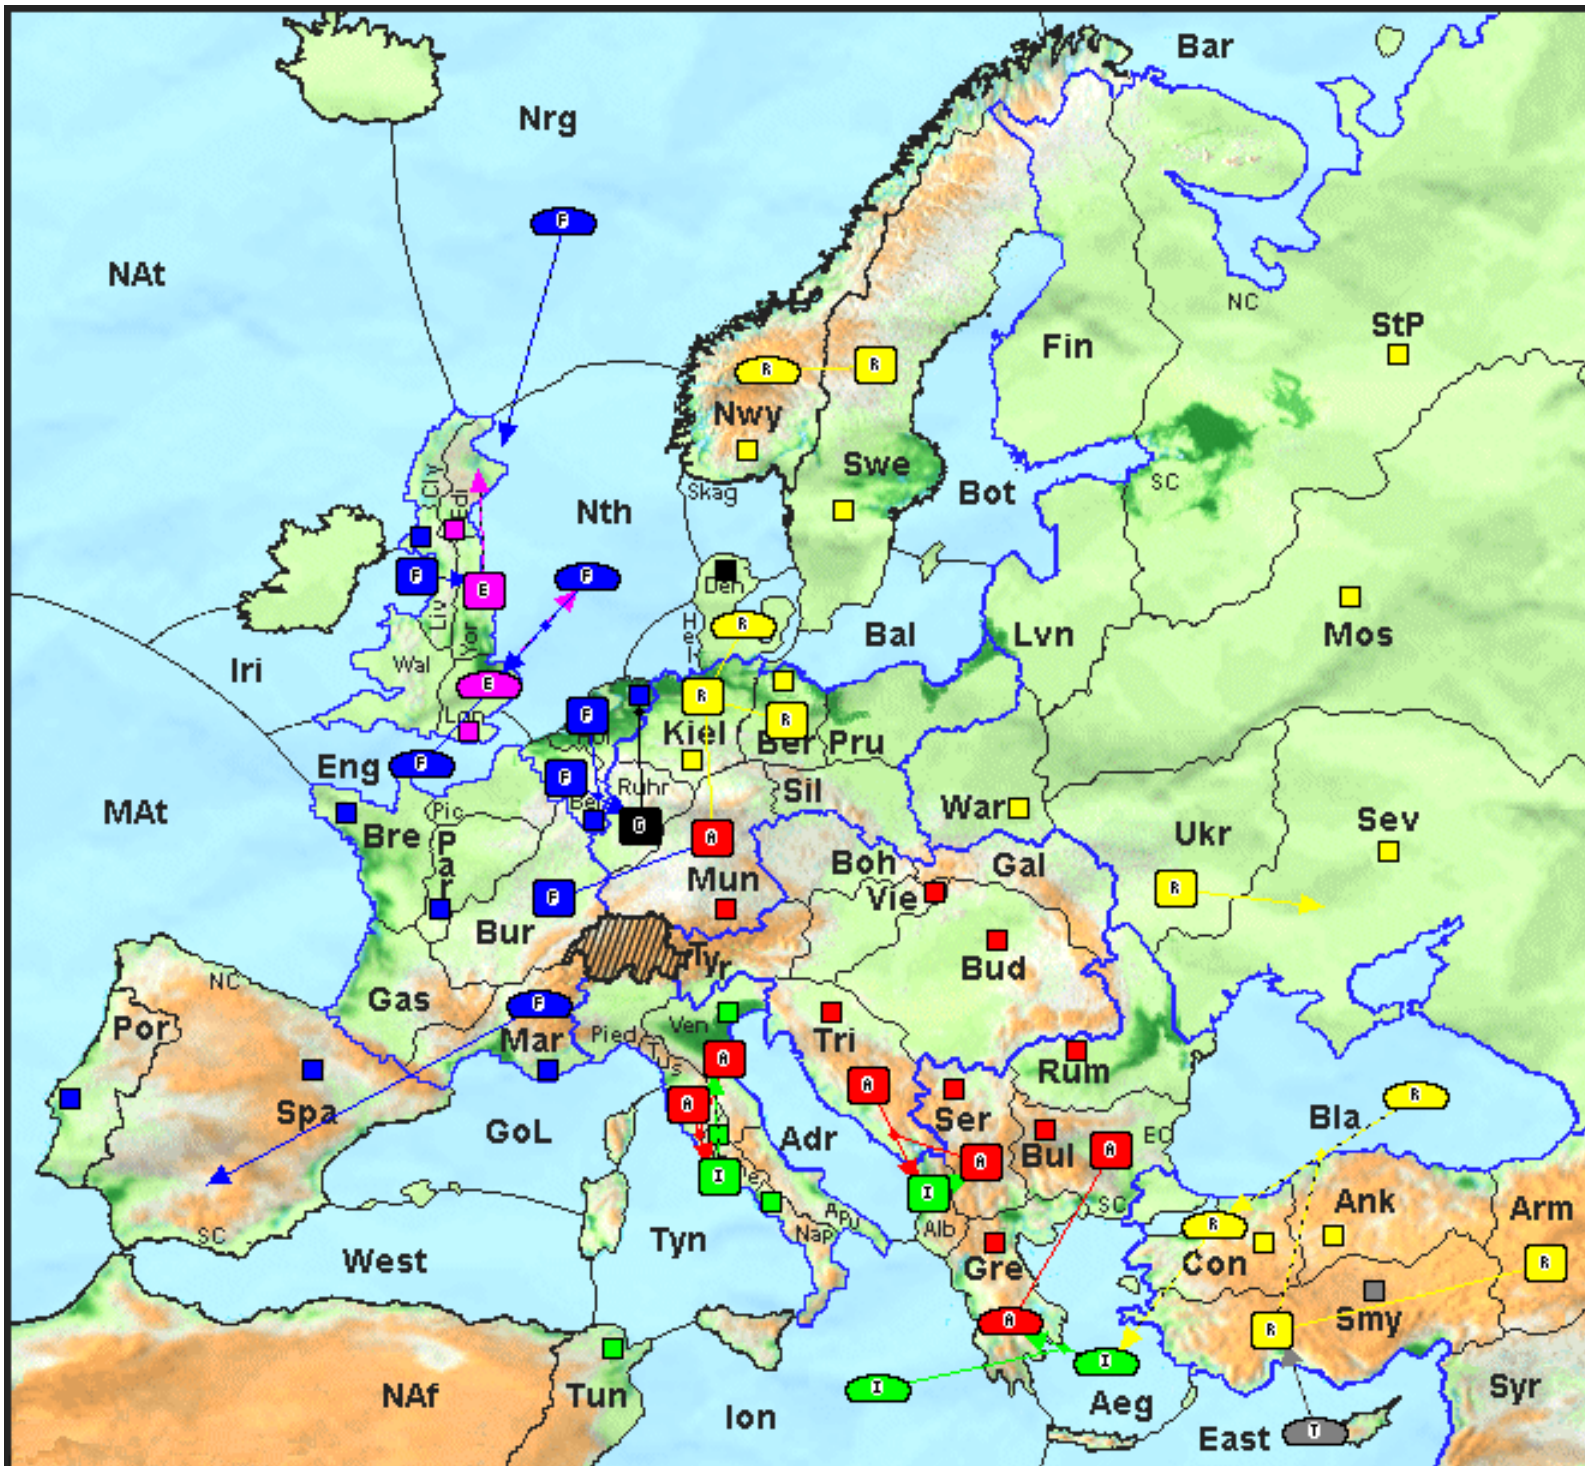 Bar
Nrg
F
NAt
NC
StP
Fin
R
R
Nwy
Swe
Cly
Edi
SC
Skag
Bot
Nth
F
F
E
Den
Hel
R
Liv
Yor
Bal
Lvn
Mos
Iri
Wal
E
R
Lon
F
Hol
Kiel
R
Ber
Pru
Eng
F
F
Ruhr
Sil
Bel
War
MAt
Pic
Bre
Par
G
A
Ukr
Sev
Boh
Gal
Mun
Vie
R
F
Bur
Tyr
Bud
NC
Gas
F
Por
Mar
Pied
Ven
Tus
Tri
Rum
A
A
A
Ser
R
Spa
GoL
Adr
Bla
Bul
A
EC
A
I
I
SC
Ank
Arm
Apu
Nap
Alb
R
SC
West
Tyn
Gre
Con
R
Smy
A
R
I
I
NAf
Tun
Ion
Aeg
Syr
East
T